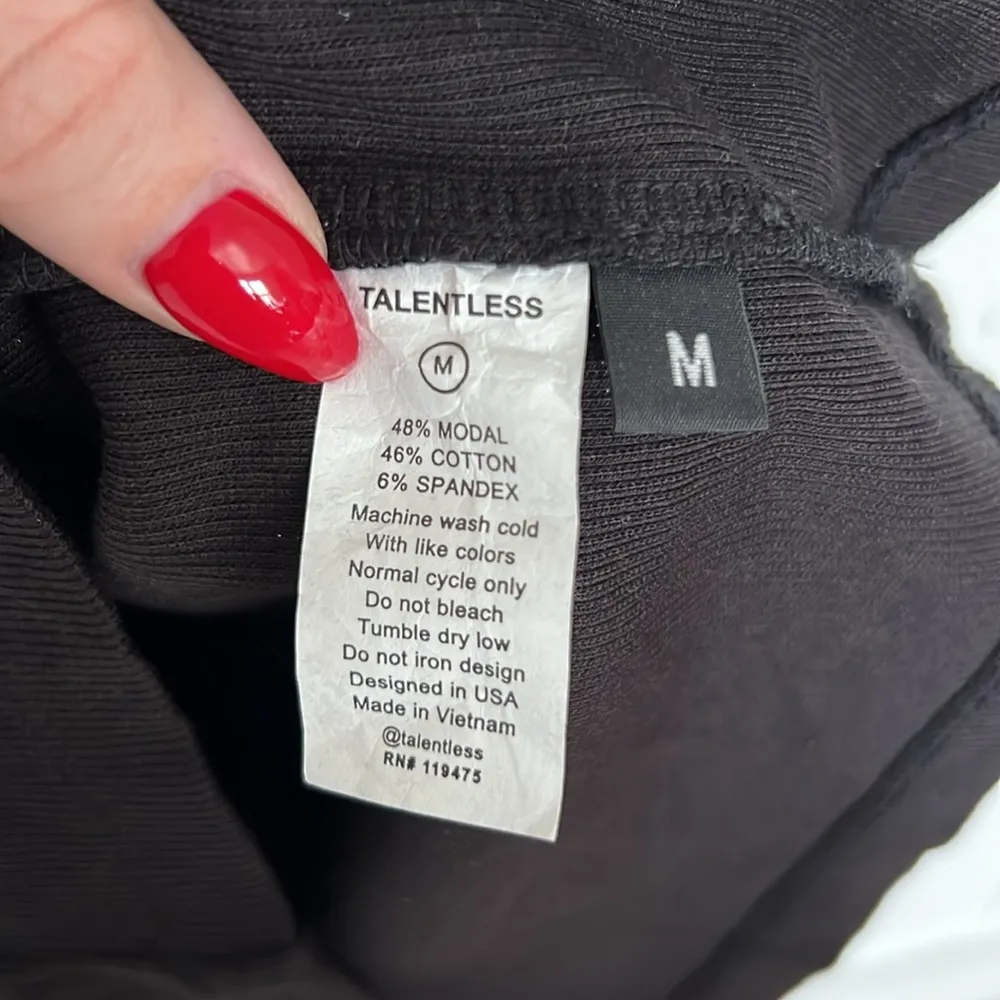 TALENTLESS
M
48% MODAL
46% COTTON
6% SPANDEX
Machine wash cold
With like colors
Normal cycle only
Do not bleach
Tumble dry low
Do not iron design
Designed in USA
Made in Vietnam
@talentless
RN# 119475
M